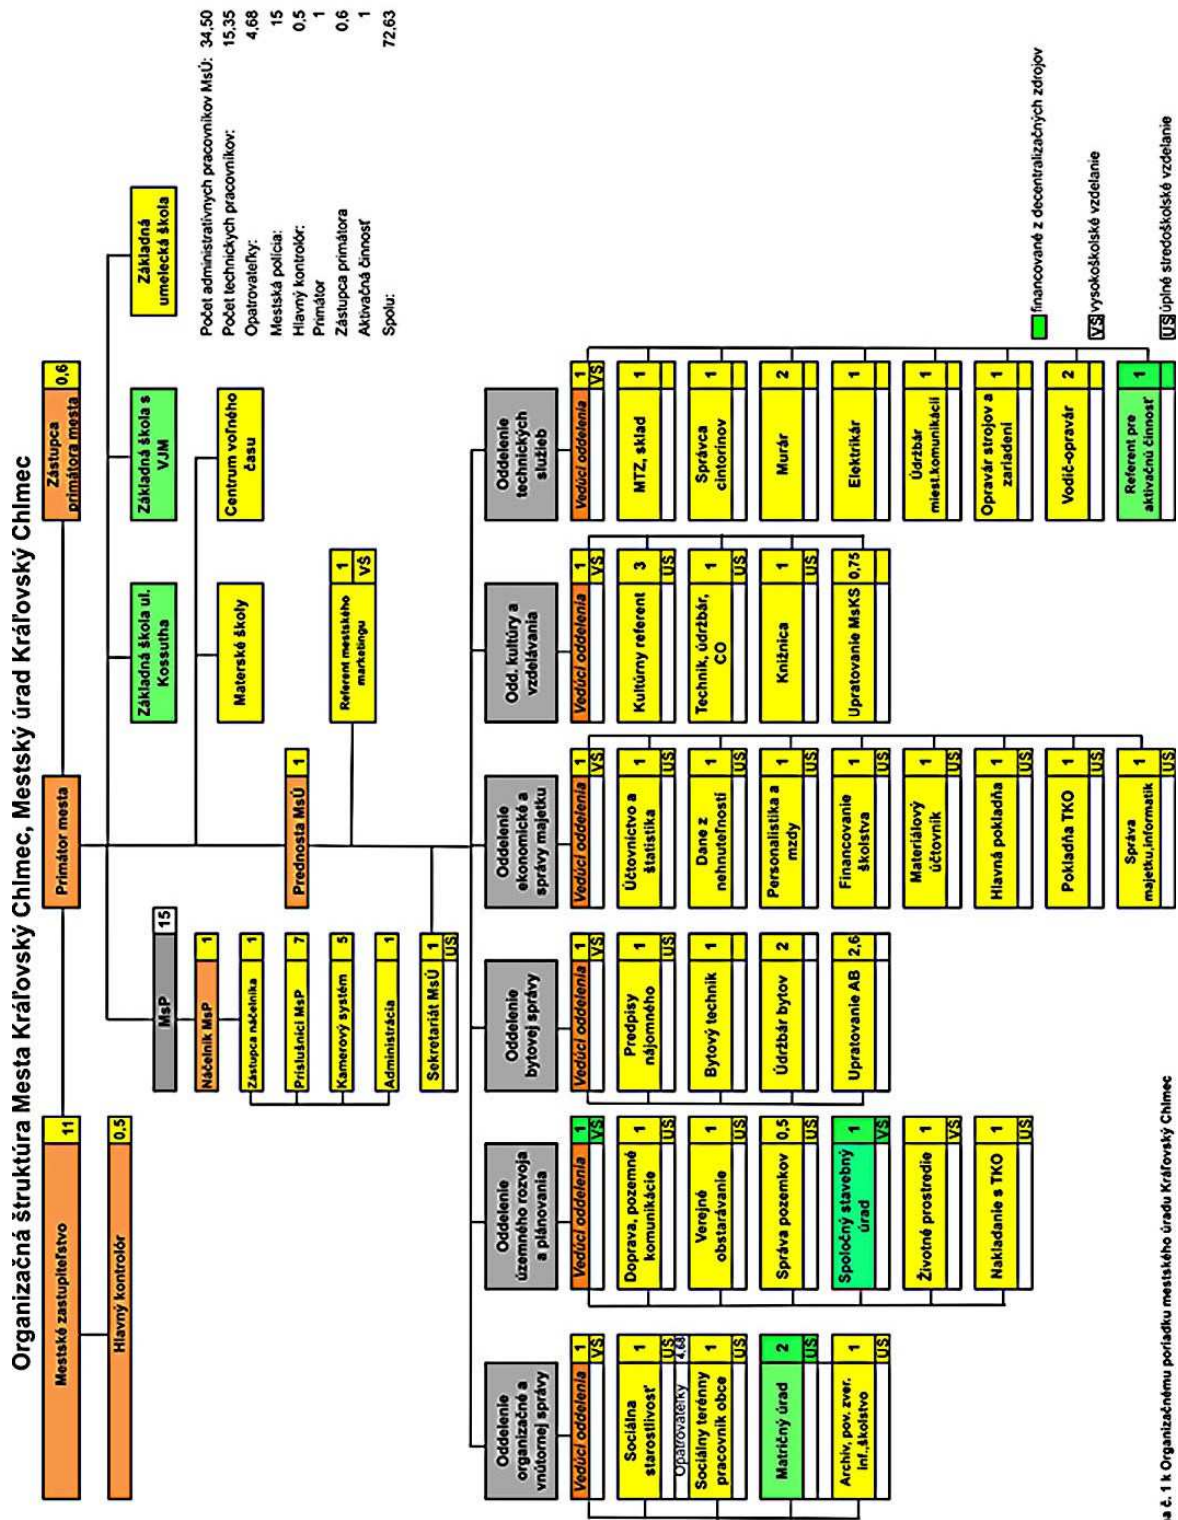 Organizačná štruktúra Mesta Kráľovský Chlmec, Mestský úrad Kráľovský Chlmec
Mestské zastupiteľstvo 11
Primátor mesta
Zástupca
primátora mesta 0,6
Hlavný kontrolór 0,5
Základná škola ul.
Kossutha
Základná škola s
VJM
Základná
umelecká škola
MsP 15
Materské školy
Centrum voľného
času
Náčelník MsP 1
Zástupca náčelníka 1
Príslušníci MsP 7
Kamerový systém 5
Administrácia 1
Prednosta MsÚ 1
Referent mestského
marketingu 1
VŠ
Sekretariát MsÚ 1
ÚS
Počet administratívnych pracovníkov MsÚ: 34,50
Počet technických pracovníkov: 15,35
Opatrovateľky: 4,68
Mestská polícia: 15
Hlavný kontrolór: 0,5
Primátor 1
Zástupca primátora 0,6
Aktivačná činnosť 1
Spolu: 72,63
Oddelenie
organizačné a
vnútornej správy
Vedúci oddelenia 1
VŠ
Sociálna
starostlivosť 1
ÚS
Opatrovateľky 4,68
Sociálny terénny
pracovník obce 1
ÚS
Matričný úrad 2
ÚS
Archív, pov. zver.
inf.,školstvo 1
ÚS
Oddelenie
územného rozvoja
a plánovania
Vedúci oddelenia 1
VŠ
Doprava, pozemné
komunikácie 1
ÚS
Verejné
obstarávanie 1
ÚS
Správa pozemkov 0,5
ÚS
Spoločný stavebný
úrad 1
VŠ
Životné prostredie 1
VŠ
Nakladanie s TKO 1
ÚS
Oddelenie
bytovej správy
Vedúci oddelenia 1
VŠ
Predpisy
nájomného 1
ÚS
Bytový technik 1
Údržbár bytov 2
Upratovanie AB 2,6
Oddelenie
ekonomické a
správy majetku
Vedúci oddelenia 1
VŠ
Účtovníctvo a
štatistika 1
ÚS
Dane z
nehnuteľností 1
ÚS
Personalistika a
mzdy 1
ÚS
Financovanie
školstva 1
ÚS
Materiálový
účtovník 1
ÚS
Hlavná pokladňa 1
ÚS
Pokladňa TKO 1
ÚS
Správa
majetku,informatik 1
ÚS
Odd. kultúry a
vzdelávania
Vedúci oddelenia 1
VŠ
Kultúrny referent 3
ÚS
Technik, údržbár,
CO 1
ÚS
Knižnica 1
ÚS
Upratovanie MsKS 0,75
Oddelenie
technických
služieb
Vedúci oddelenia 1
VŠ
MTZ, sklad 1
Správca
cintorínov 1
Murár 2
Elektrikár 1
Údržbár
miest.komunikácií 1
Opravár strojov a
zariadení 1
Vodič-opravár 2
Referent pre
aktivačnú činnosť 1
financované z decentralizačných zdrojov
VŠ vysokoškolské vzdelanie
ÚS úplné stredoškolské vzdelanie
č. 1 k Organizačnému poriadku mestského úradu Kráľovský Chlmec